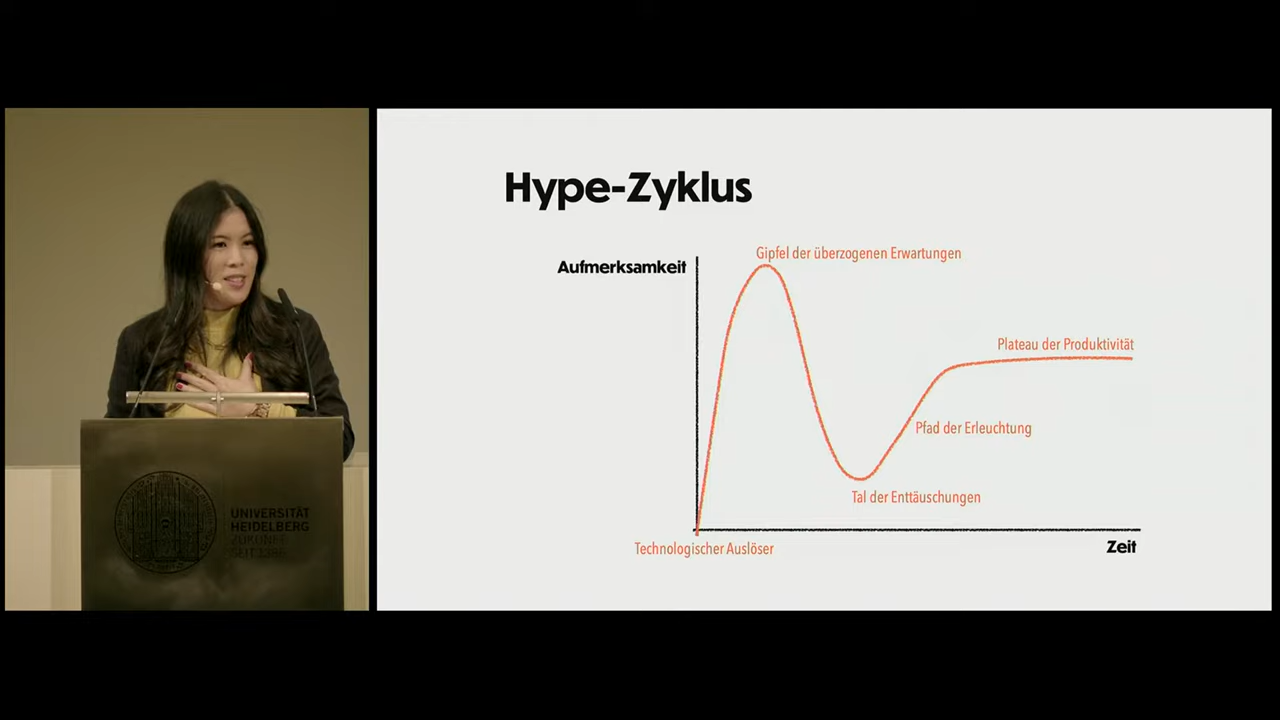 Hype-Zyklus
Aufmerksamkeit
Gipfel der überzogenen Erwartungen
Plateau der Produktivität
Pfad der Erleuchtung
Tal der Enttäuschungen
Technologischer Auslöser
Zeit
UNIVERSITÄT
HEIDELBERG
ZUKUNFT
SEIT 1386